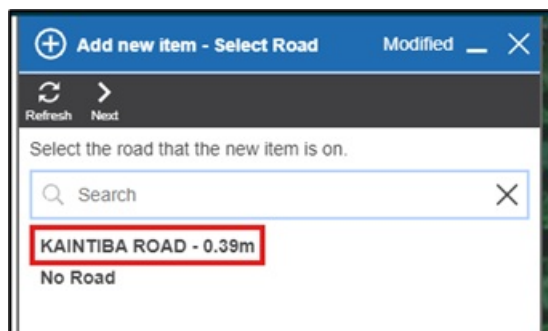 Add new item - Select Road Modified
Refresh Next
Select the road that the new item is on.
Search
KAINTIBA ROAD - 0.39m
No Road